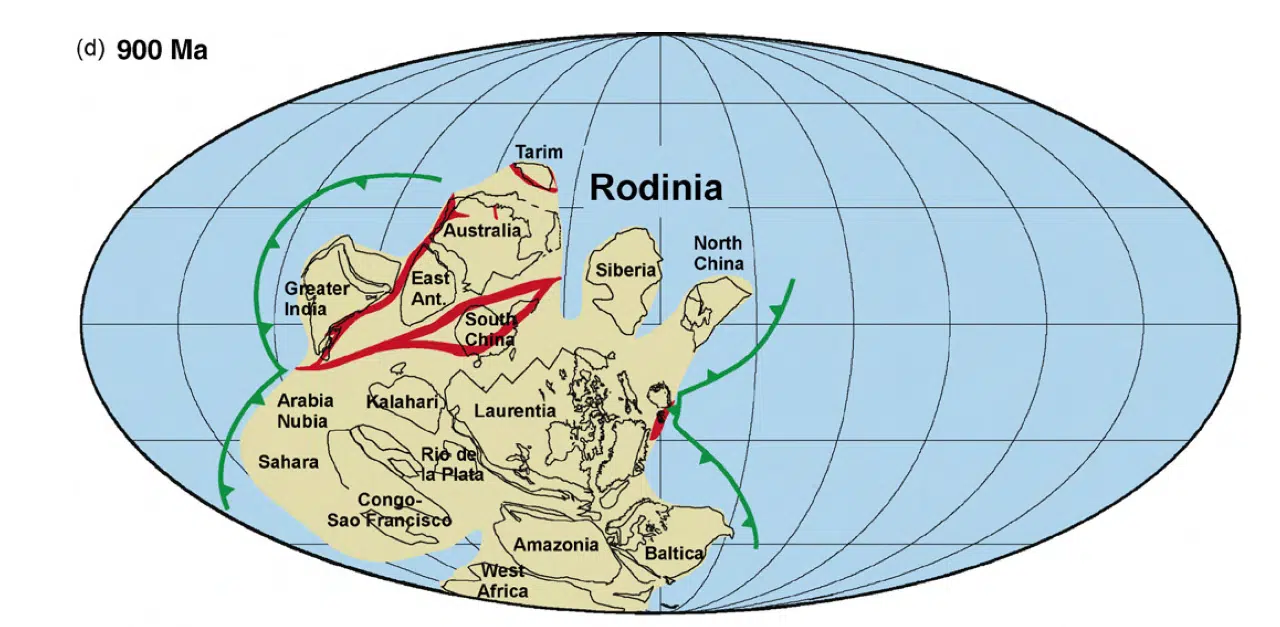 (d) 900 Ma
Tarim
Rodinia
Australia
North
China
Siberia
East
Ant.
Greater
India
South
China
Arabia
Nubia
Kalahari
Laurentia
Sahara
Rio de
la Plata
Congo-
Sao Francisco
Amazonia
Baltica
West
Africa